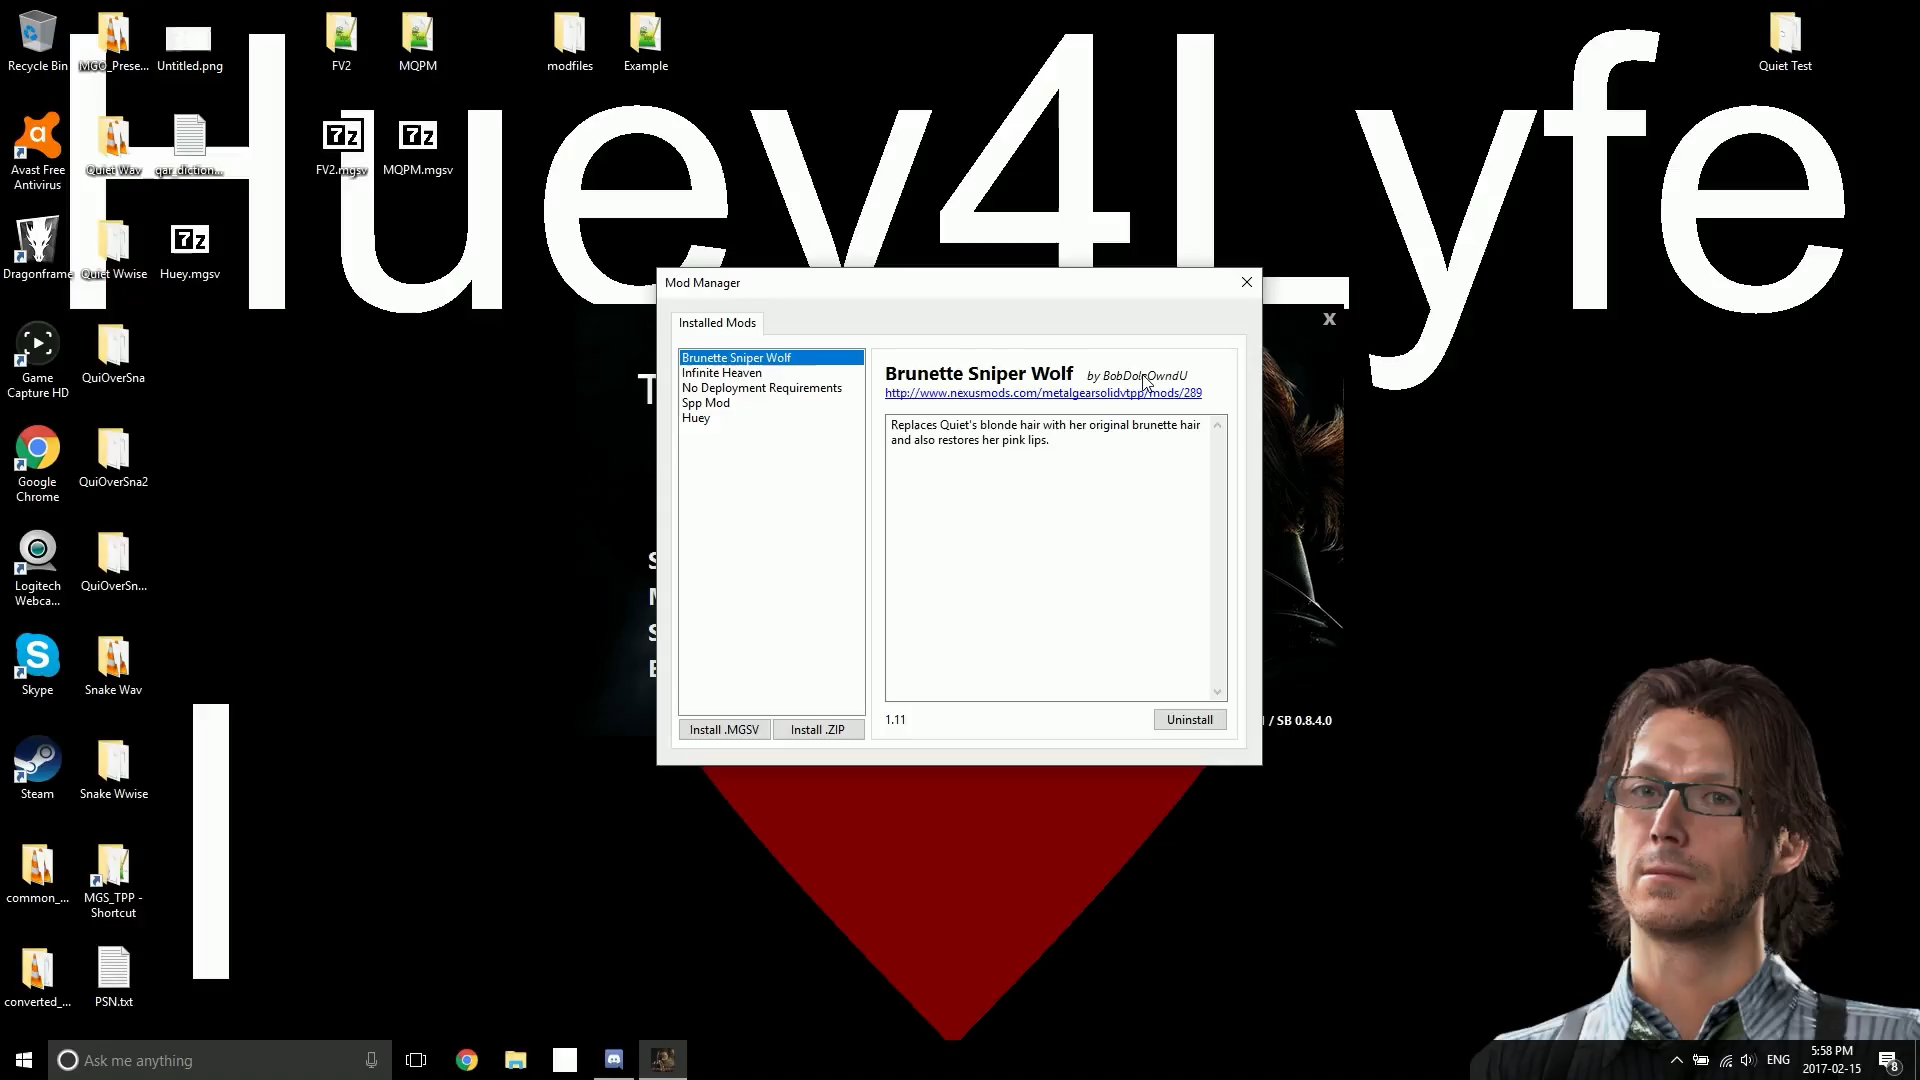 Huey4Lyfe
Recycle Bin
MGO_Prese...
Untitled.png
FV2
MQPM
modfiles
Example
Quiet Test
Avast Free
Antivirus
Quiet Wav
qar_diction...
FV2.mgsv
MQPM.mgsv
Dragonframe
Quiet Wwise
Huey.mgsv
Game
Capture HD
QuiOverSna
Google
Chrome
QuiOverSna2
Logitech
Webca...
QuiOverSn...
Skype
Snake Wav
Steam
Snake Wwise
common_...
MGS_TPP -
Shortcut
converted_...
PSN.txt
I
Mod Manager
Installed Mods
X
Brunette Sniper Wolf
Infinite Heaven
No Deployment Requirements
Spp Mod
Huey
Brunette Sniper Wolf by BobDoleOwndU
http://www.nexusmods.com/metalgearsolidvtpp/mods/289
Replaces Quiet's blonde hair with her original brunette hair
and also restores her pink lips.
1.11
Uninstall
Install .MGSV
Install .ZIP
T
S
M
S
E
/ SB 0.8.4.0
Ask me anything
ENG
5:58 PM
2017-02-15
8